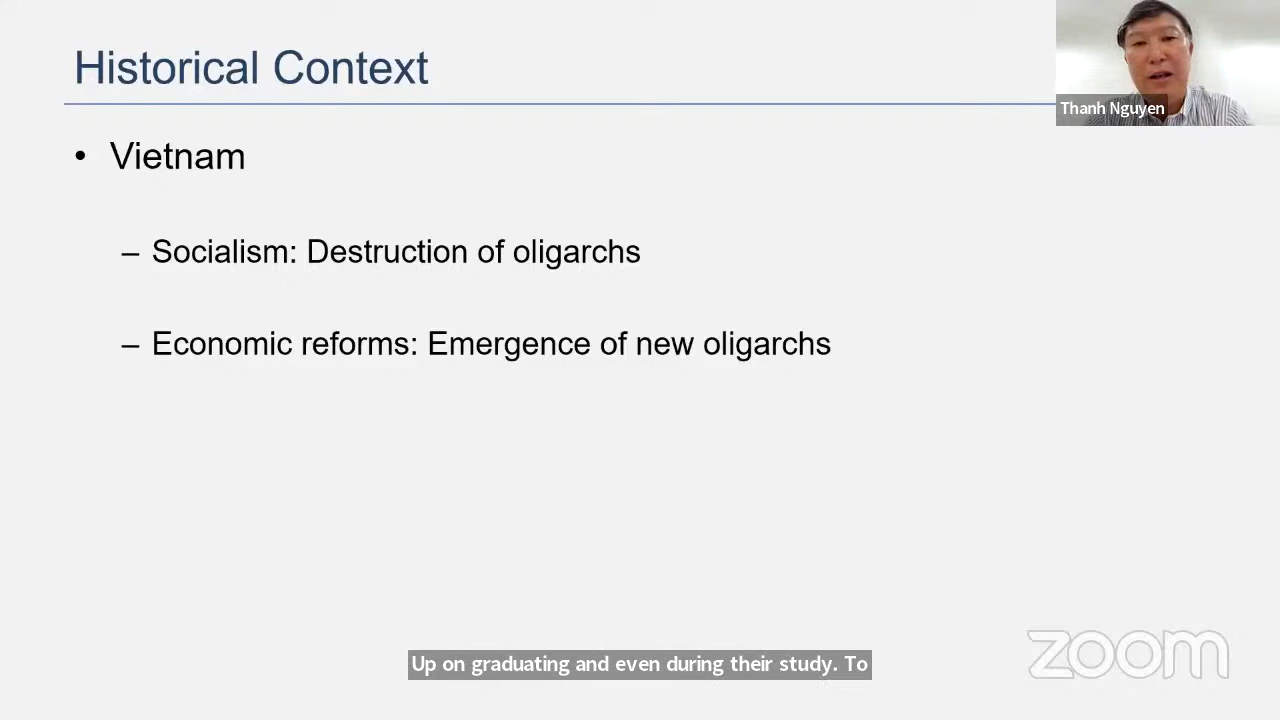 Historical Context
Thanh Nguyen
• Vietnam
– Socialism: Destruction of oligarchs
– Economic reforms: Emergence of new oligarchs
Up on graduating and even during their study. To
zoom